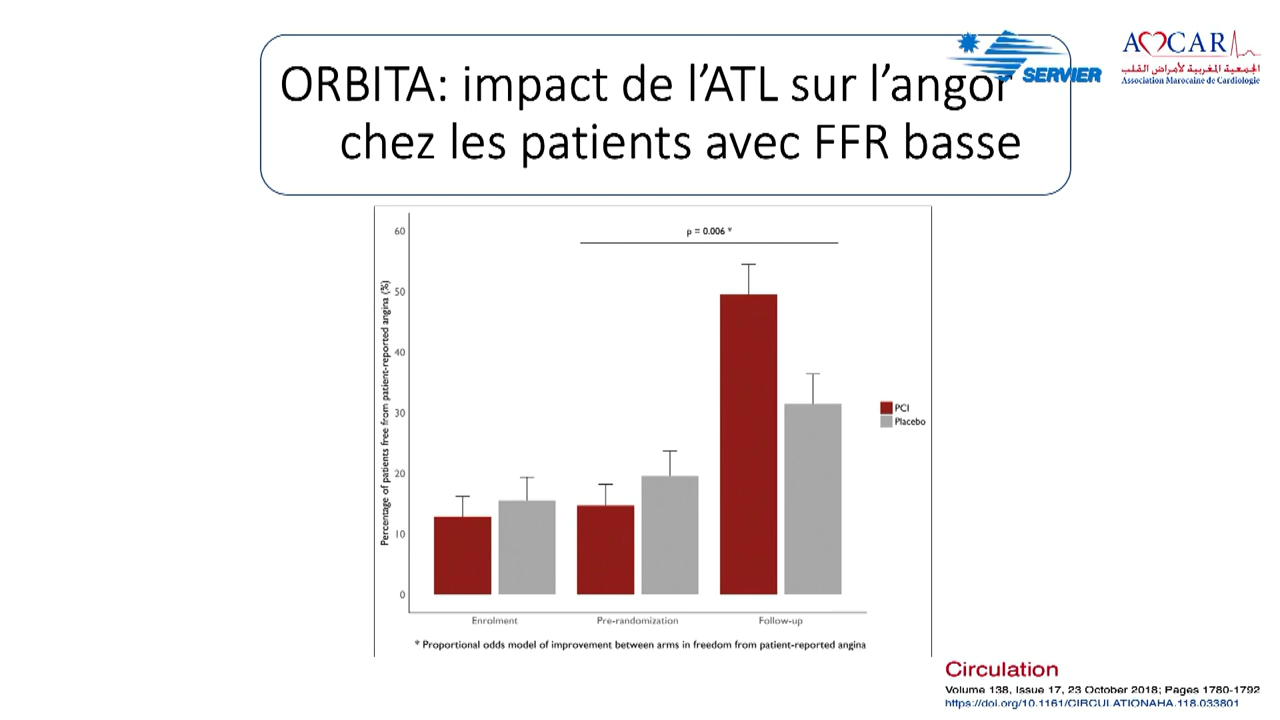 ORBITA: impact de l'ATL sur l'angor
chez les patients avec FFR basse
SERVIER
AMCAR
الجمعية المغربية لأمراض القلب
Association Marocaine de Cardiologie
p = 0.006 *
Percentage of patients free from patient-reported angina (%)
60
50
40
30
20
10
0
PCI
Placebo
Enrolment
Pre-randomization
Follow-up
* Proportional odds model of improvement between arms in freedom from patient-reported angina
Circulation
Volume 138, Issue 17, 23 October 2018; Pages 1780-1792
https://doi.org/10.1161/CIRCULATIONAHA.118.033801